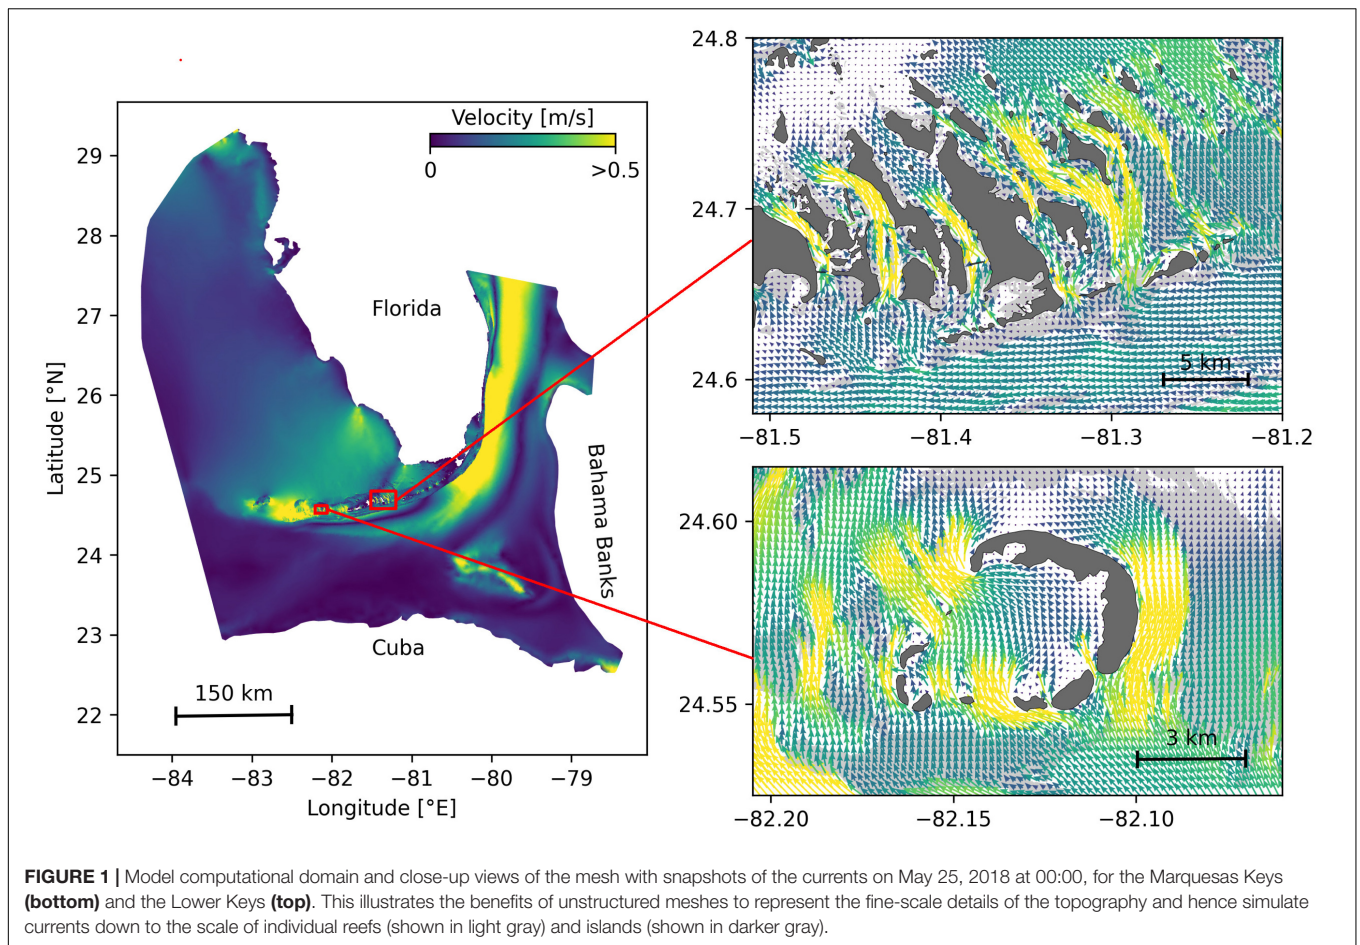 Velocity [m/s]
0 >0.5
29
28
27
26
25
24
23
22
Latitude [°N]
Florida
Bahama Banks
Cuba
150 km
−84 −83 −82 −81 −80 −79
Longitude [°E]
24.8
24.7
24.6
5 km
−81.5 −81.4 −81.3 −81.2
24.60
24.55
3 km
−82.20 −82.15 −82.10
FIGURE 1 | Model computational domain and close-up views of the mesh with snapshots of the currents on May 25, 2018 at 00:00, for the Marquesas Keys
(bottom) and the Lower Keys (top). This illustrates the benefits of unstructured meshes to represent the fine-scale details of the topography and hence simulate
currents down to the scale of individual reefs (shown in light gray) and islands (shown in darker gray).